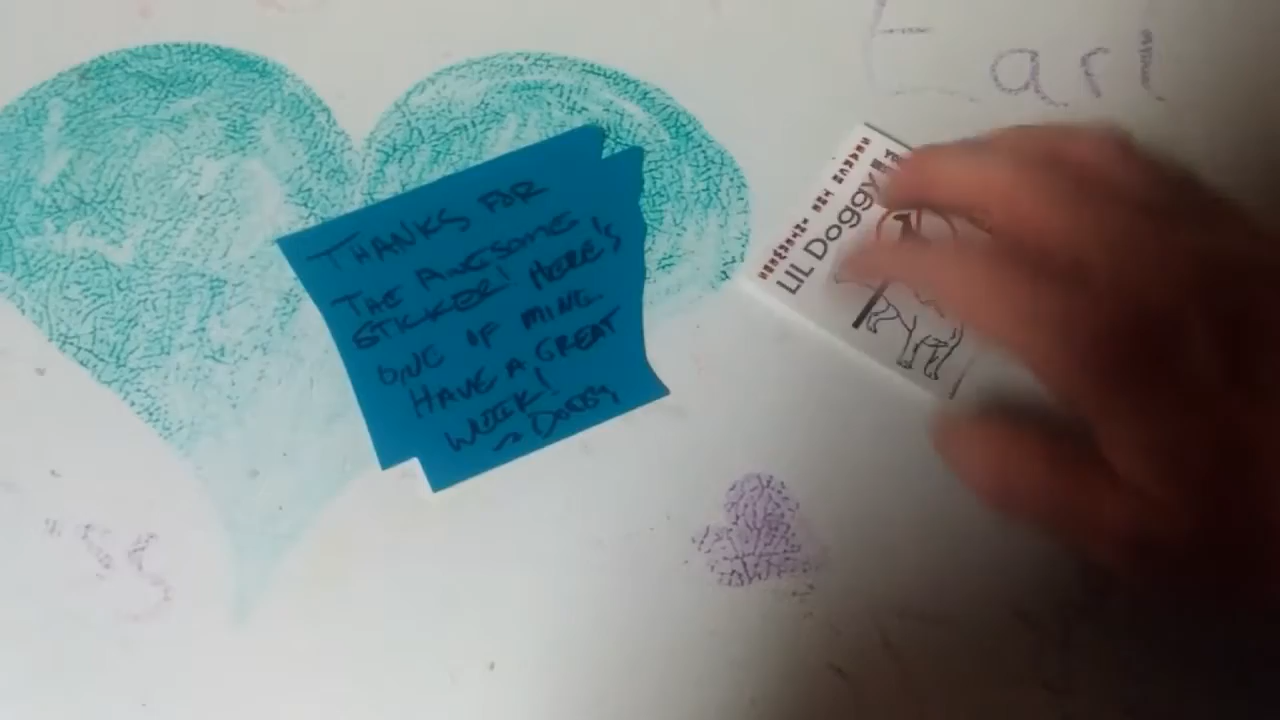 Earl
THANKS FOR
THE AWESOME
STICKER! HERE'S
ONE OF MINE
HAVE A GREAT
WEEK!
~ DOGGY
LIL Doggy